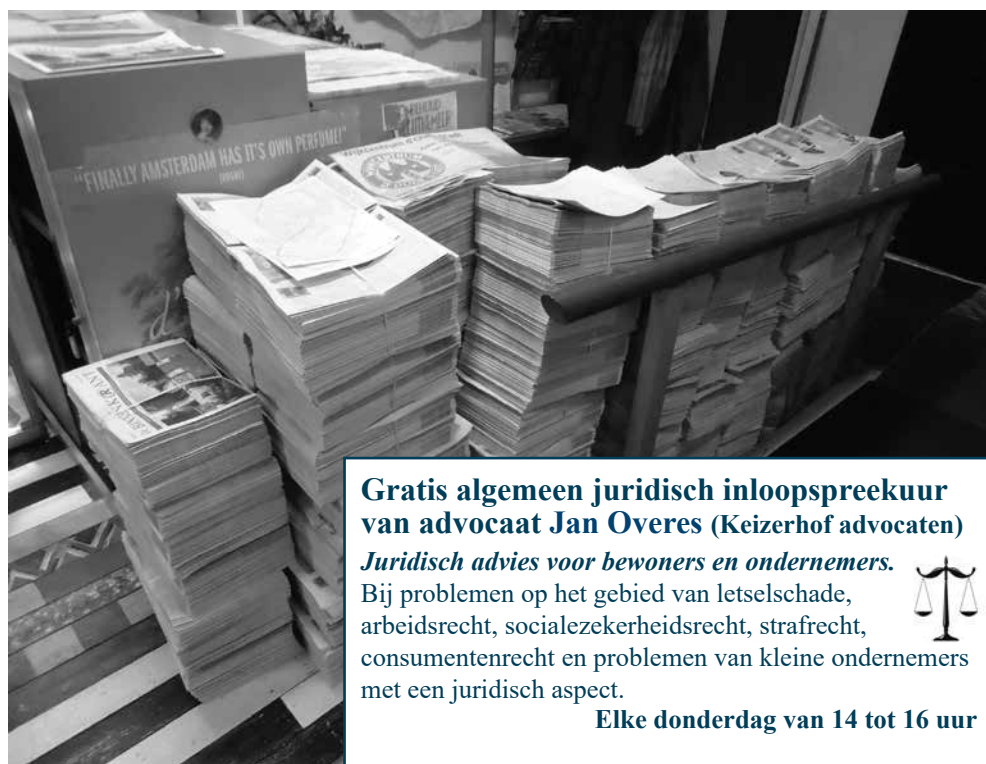 "FINALLY AMSTERDAM HAS IT'S OWN PERFUME!"
BEHOUD
Wijkcentrum
Gratis algemeen juridisch inloopspreekuur
van advocaat Jan Overes (Keizerhof advocaten)
Juridisch advies voor bewoners en ondernemers.
Bij problemen op het gebied van letselschade,
arbeidsrecht, socialezekerheidsrecht, strafrecht,
consumentenrecht en problemen van kleine ondernemers
met een juridisch aspect.
Elke donderdag van 14 tot 16 uur